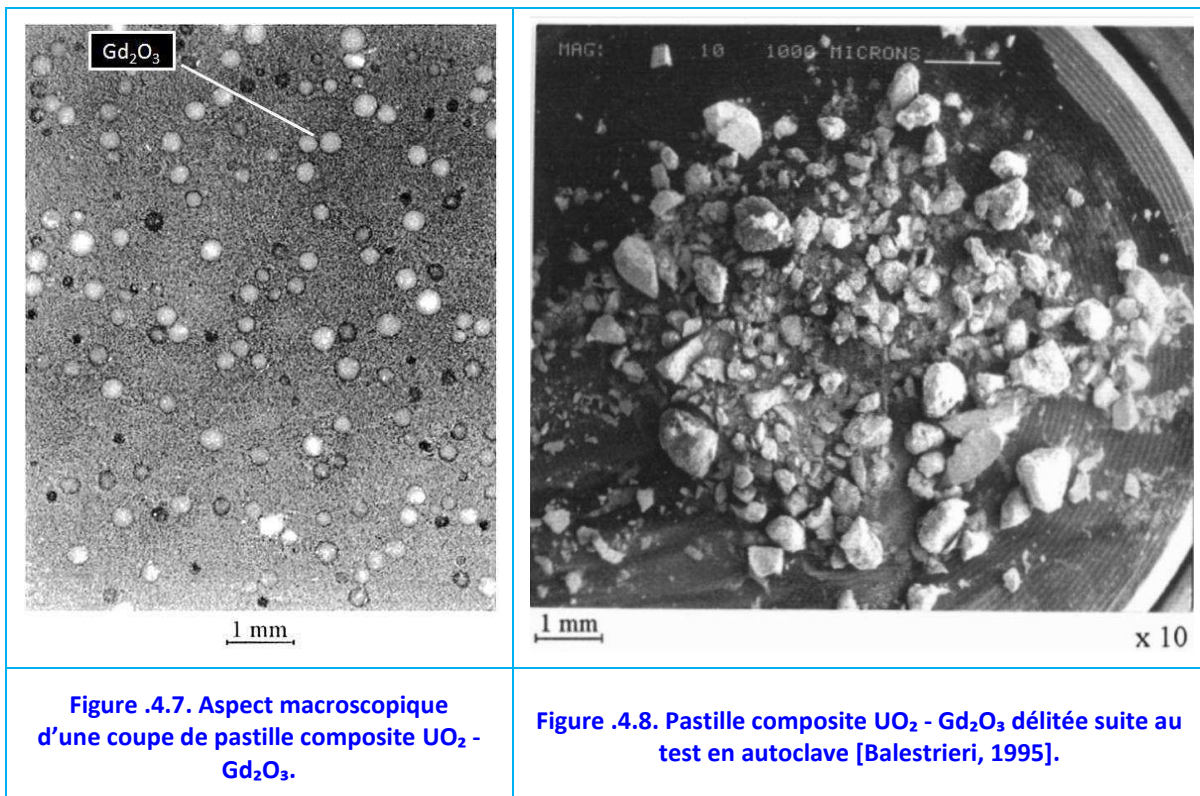 Gd₂O₃
1 mm
MAG: 10 1000 MICRONS
1 mm
x 10
Figure .4.7. Aspect macroscopique
d'une coupe de pastille composite UO₂ -
Gd₂O₃.
Figure .4.8. Pastille composite UO₂ - Gd₂O₃ délitée suite au
test en autoclave [Balestrieri, 1995].